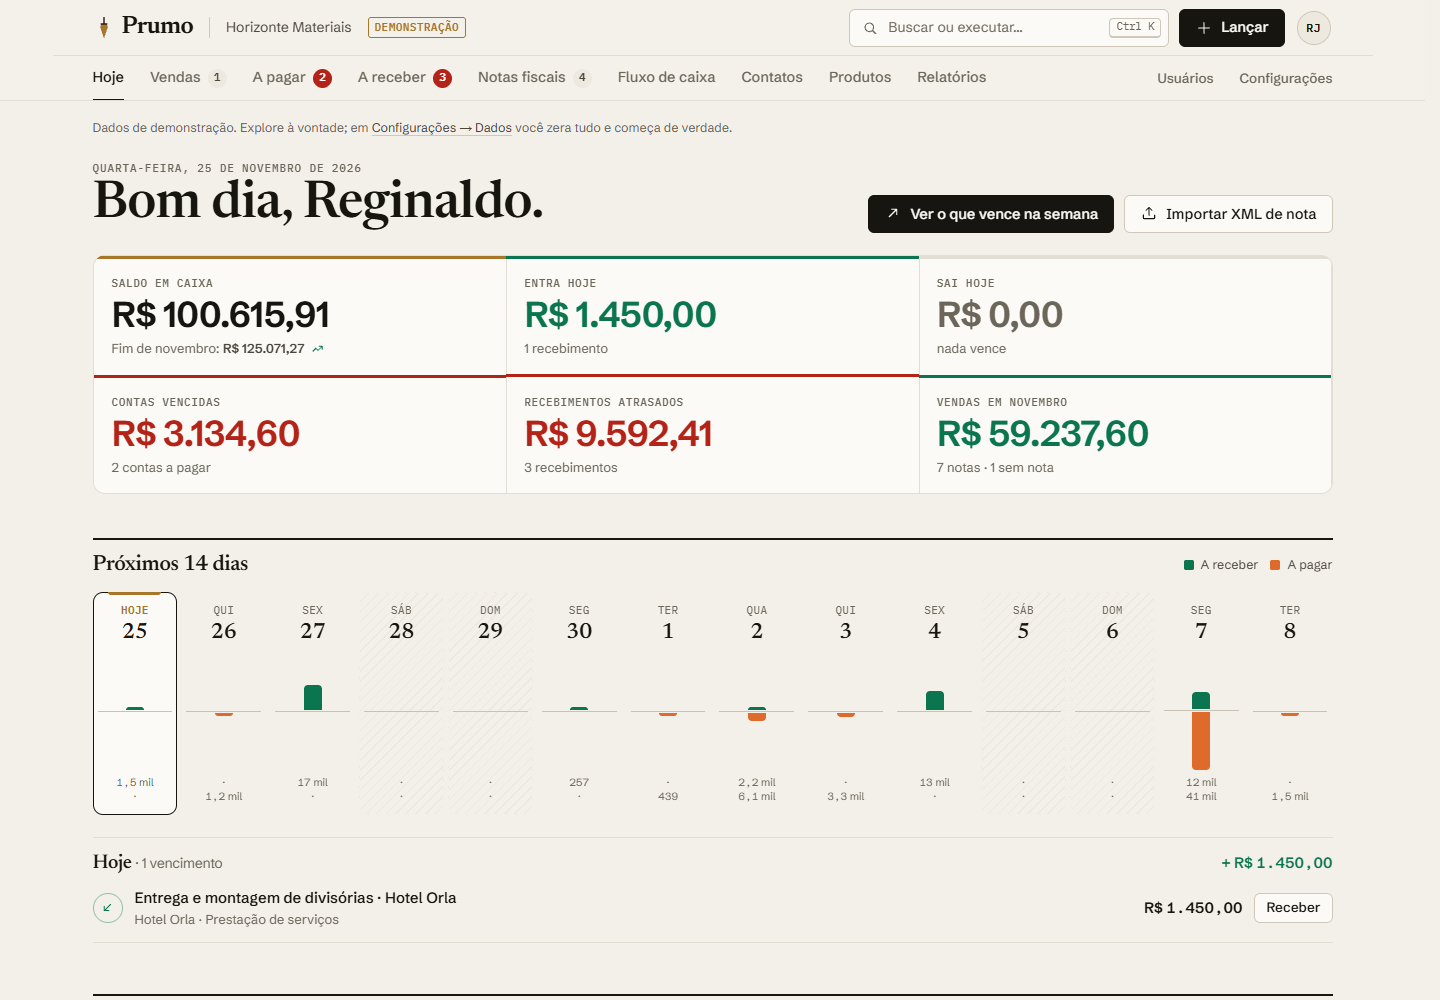 Prumo
Horizonte Materiais
DEMONSTRAÇÃO
Buscar ou executar...
Ctrl K
Lançar
RJ
Hoje
Vendas 1
A pagar 2
A receber 3
Notas fiscais 4
Fluxo de caixa
Contatos
Produtos
Relatórios
Usuários
Configurações
Dados de demonstração. Explore à vontade; em Configurações → Dados você zera tudo e começa de verdade.
QUARTA-FEIRA, 25 DE NOVEMBRO DE 2026
Bom dia, Reginaldo.
Ver o que vence na semana
Importar XML de nota
SALDO EM CAIXA
R$ 100.615,91
Fim de novembro: R$ 125.071,27
ENTRA HOJE
R$ 1.450,00
1 recebimento
SAI HOJE
R$ 0,00
nada vence
CONTAS VENCIDAS
R$ 3.134,60
2 contas a pagar
RECEBIMENTOS ATRASADOS
R$ 9.592,41
3 recebimentos
VENDAS EM NOVEMBRO
R$ 59.237,60
7 notas · 1 sem nota
Próximos 14 dias
A receber
A pagar
HOJE
25
1,5 mil
·
QUI
26
·
1,2 mil
SEX
27
17 mil
·
SÁB
28
·
·
DOM
29
·
·
SEG
30
257
·
TER
1
·
439
QUA
2
2,2 mil
6,1 mil
QUI
3
·
3,3 mil
SEX
4
13 mil
·
SÁB
5
·
·
DOM
6
·
·
SEG
7
12 mil
41 mil
TER
8
·
1,5 mil
Hoje · 1 vencimento
+ R$ 1.450,00
Entrega e montagem de divisórias · Hotel Orla
Hotel Orla · Prestação de serviços
R$ 1.450,00
Receber